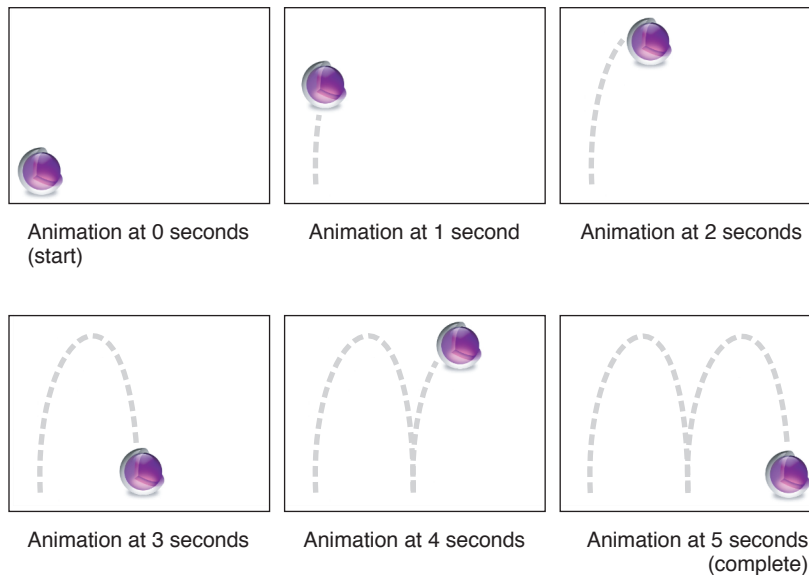 Animation at 0 seconds
(start)
Animation at 1 second
Animation at 2 seconds
Animation at 3 seconds
Animation at 4 seconds
Animation at 5 seconds
(complete)